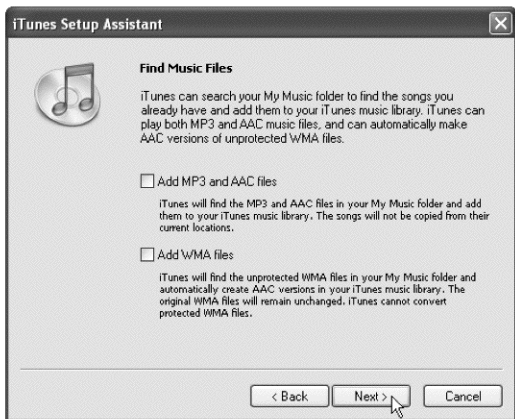 iTunes Setup Assistant
Find Music Files
iTunes can search your My Music folder to find the songs you
already have and add them to your iTunes music library. iTunes can
play both MP3 and AAC music files, and can automatically make
AAC versions of unprotected WMA files.
Add MP3 and AAC files
iTunes will find the MP3 and AAC files in your My Music folder and add
them to your iTunes music library. The songs will not be copied from their
current locations.
Add WMA files
iTunes will find the unprotected WMA files in your My Music folder and
automatically create AAC versions in your iTunes music library. The
original WMA files will remain unchanged. iTunes cannot convert
protected WMA files.
< Back Next > Cancel